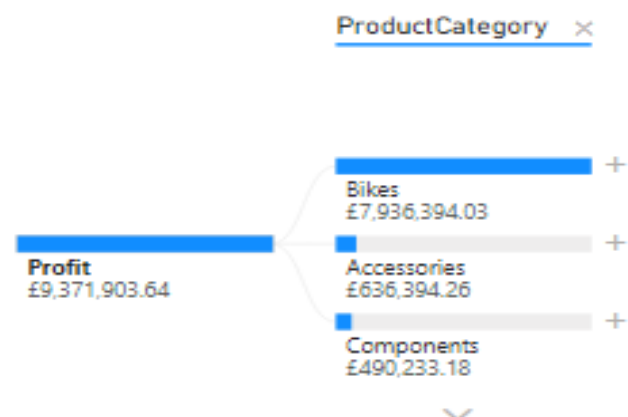 ProductCategory
Bikes
£7,936,394.03
Profit
£9,371,903.64
Accessories
£636,394.26
Components
£490,233.18